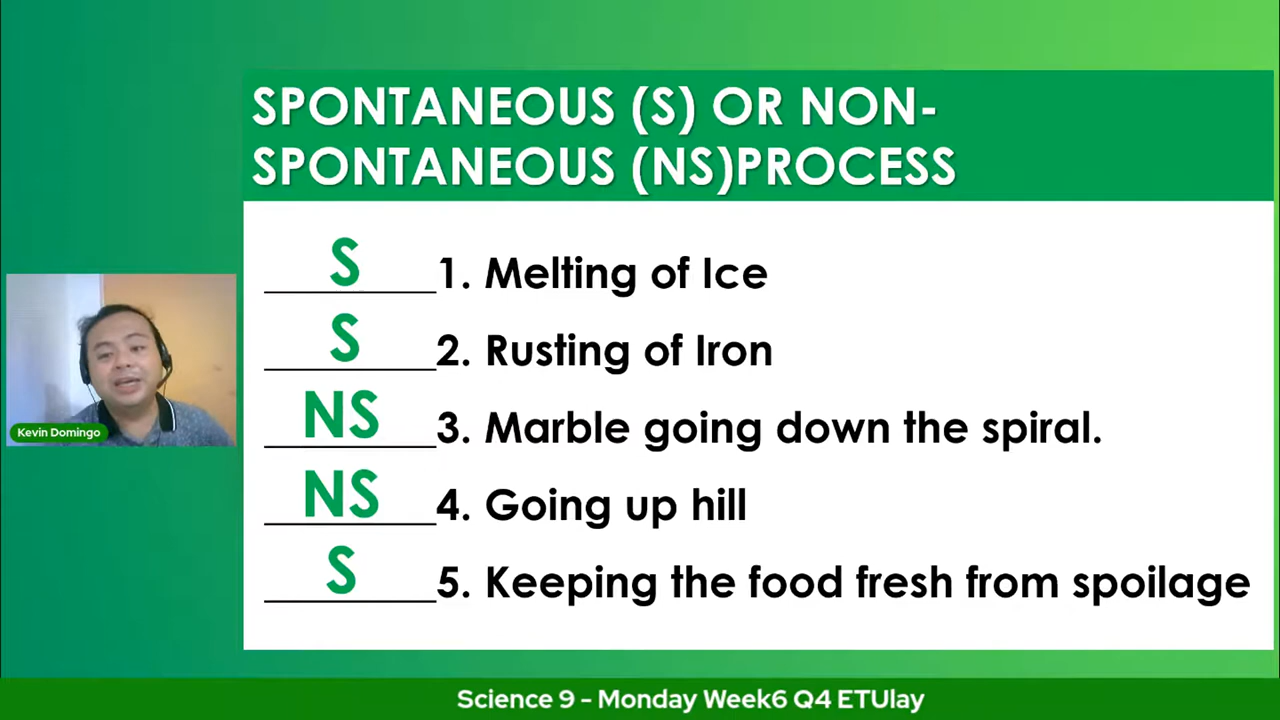 SPONTANEOUS (S) OR NON-
SPONTANEOUS (NS)PROCESS
S 1. Melting of Ice
S 2. Rusting of Iron
NS 3. Marble going down the spiral.
NS 4. Going up hill
S 5. Keeping the food fresh from spoilage
Kevin Domingo
Science 9 - Monday Week6 Q4 ETUlay